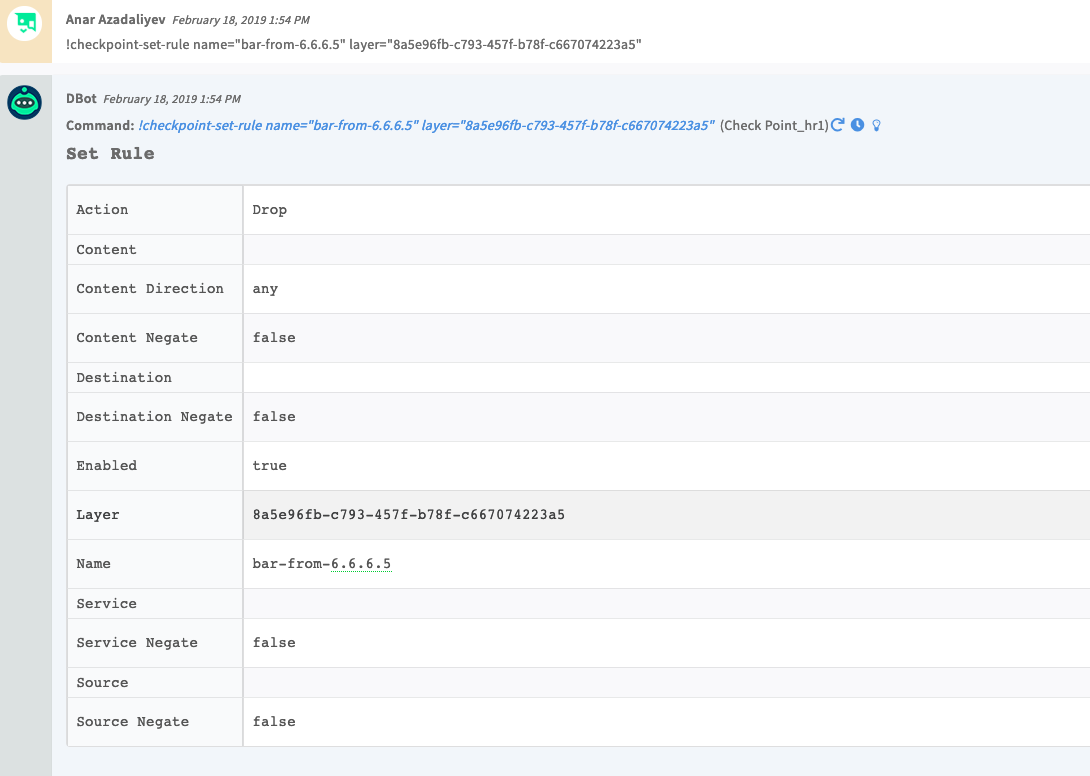 Anar Azadaliyev February 18, 2019 1:54 PM
!checkpoint-set-rule name="bar-from-6.6.6.5" layer="8a5e96fb-c793-457f-b78f-c667074223a5"
DBot February 18, 2019 1:54 PM
Command: !checkpoint-set-rule name="bar-from-6.6.6.5" layer="8a5e96fb-c793-457f-b78f-c667074223a5" (Check Point_hr1)
Set Rule
Action Drop
Content
Content Direction any
Content Negate false
Destination
Destination Negate false
Enabled true
Layer 8a5e96fb-c793-457f-b78f-c667074223a5
Name bar-from-6.6.6.5
Service
Service Negate false
Source
Source Negate false